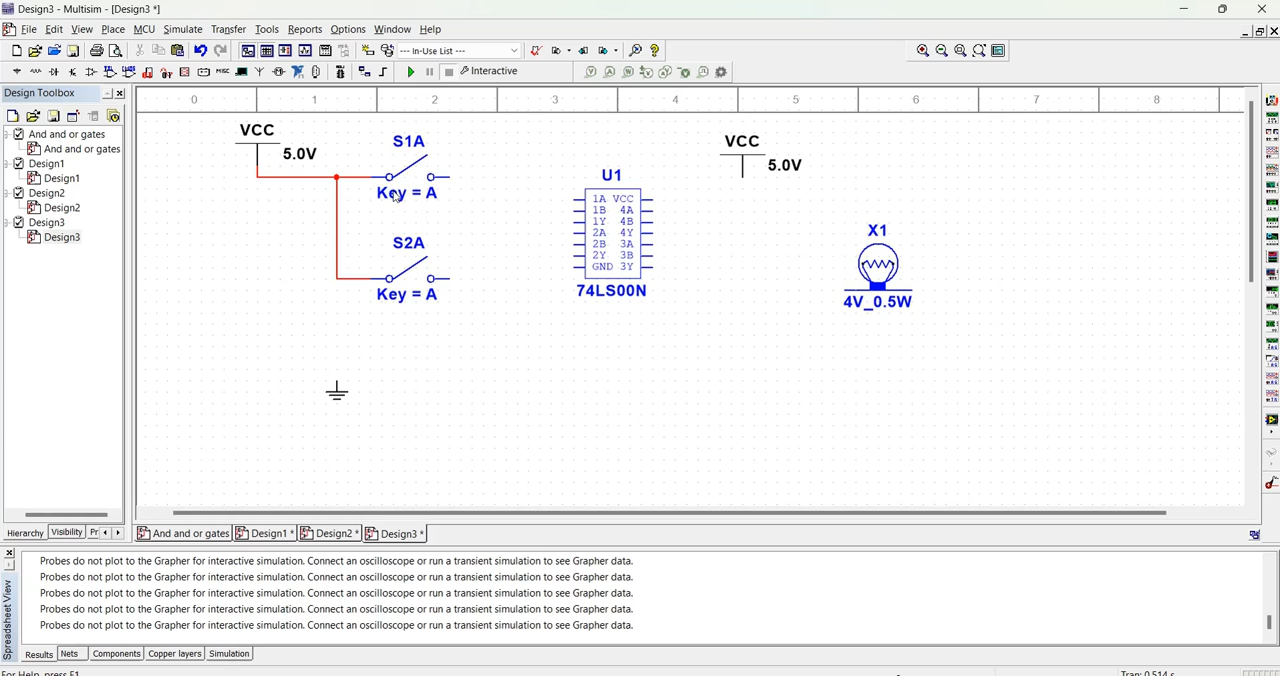 Design3 - Multisim - [Design3 *]
File Edit View Place MCU Simulate Transfer Tools Reports Options Window Help
--- In-Use List ---
Interactive
Design Toolbox
And and or gates
And and or gates
Design1
Design1
Design2
Design2
Design3
Design3
Hierarchy Visibility Pr
0 1 2 3 4 5 6 7 8
VCC
5.0V
S1A
Key = A
S2A
Key = A
U1
1A VCC
1B 4A
1Y 4B
2A 4Y
2B 3A
2Y 3B
GND 3Y
74LS00N
VCC
5.0V
X1
4V_0.5W
And and or gates Design1 * Design2 * Design3 *
Spreadsheet View
Probes do not plot to the Grapher for interactive simulation. Connect an oscilloscope or run a transient simulation to see Grapher data.
Probes do not plot to the Grapher for interactive simulation. Connect an oscilloscope or run a transient simulation to see Grapher data.
Probes do not plot to the Grapher for interactive simulation. Connect an oscilloscope or run a transient simulation to see Grapher data.
Probes do not plot to the Grapher for interactive simulation. Connect an oscilloscope or run a transient simulation to see Grapher data.
Probes do not plot to the Grapher for interactive simulation. Connect an oscilloscope or run a transient simulation to see Grapher data.
Results Nets Components Copper layers Simulation
For Help, press F1
Tran: 0.514 s